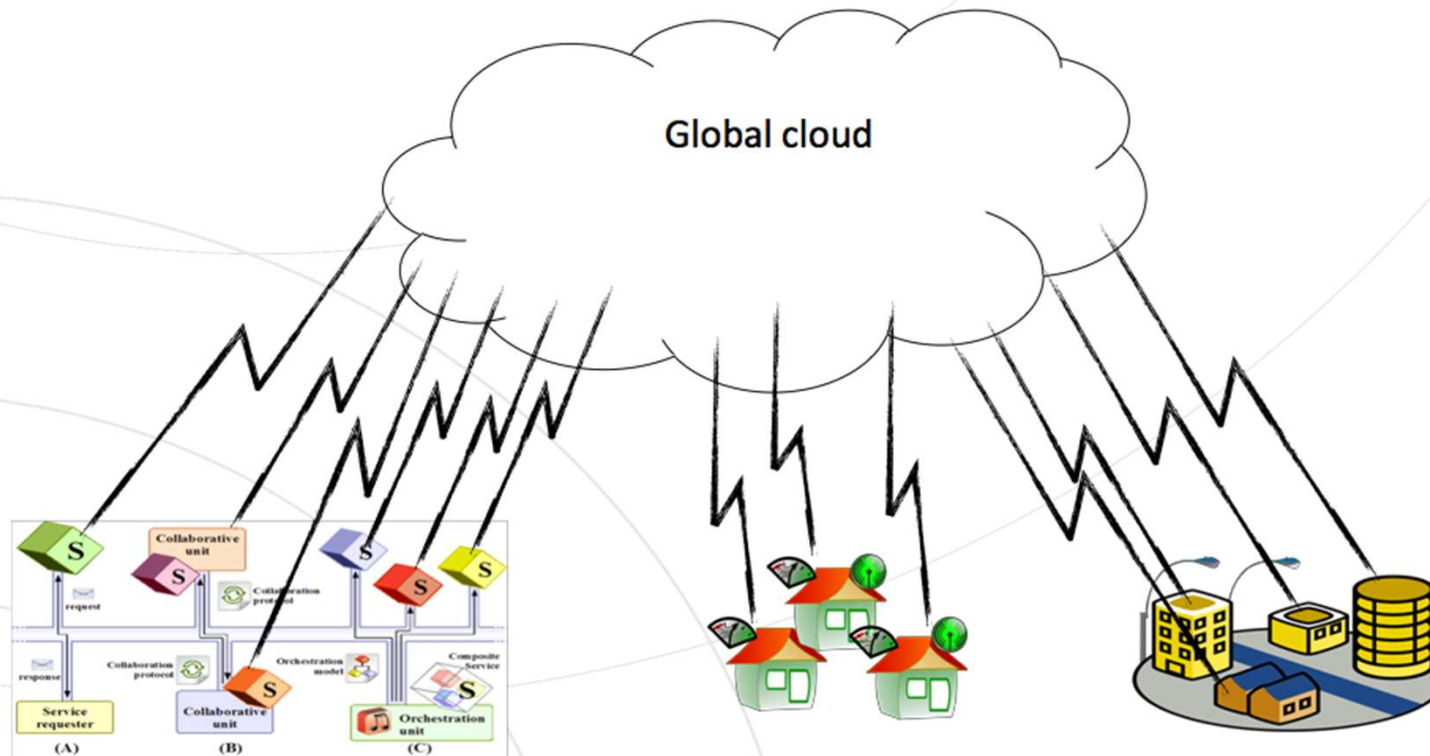 Global cloud
S
Collaborative
unit
S
S
S
S
request
Collaboration
protocol
response
Collaboration
protocol
Orchestration
model
Composite
Service
S
S
Service
requester
Collaborative
unit
Orchestration
unit
(A)
(B)
(C)